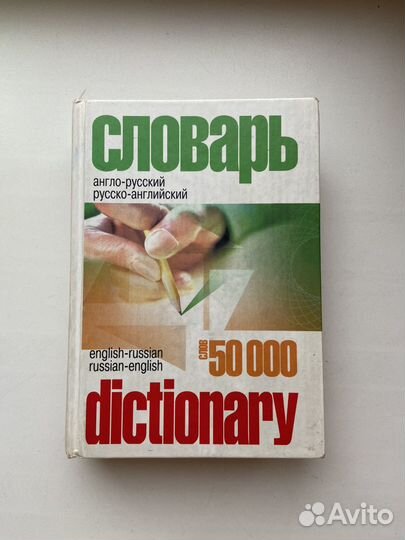 словарь
англо-русский
русско-английский
english-russian
russian-english
слов 50 000
dictionary
Avito